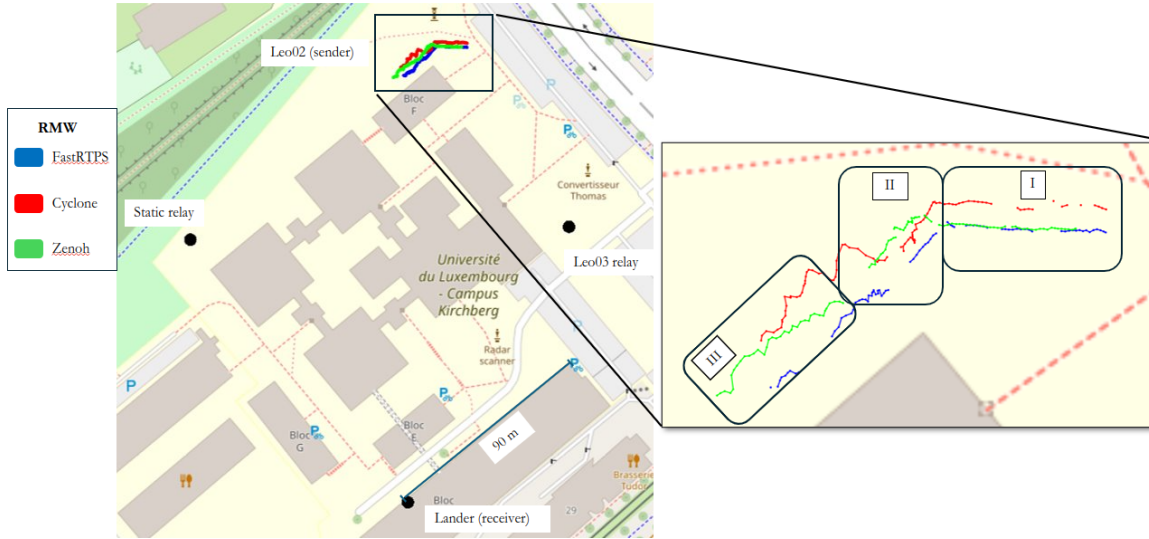 Leo02 (sender)
Bloc
F
RMW
FastRTPS
Cyclone
Zenoh
Static relay
Convertisseur
Thomas
Leo03 relay
Université
du Luxembourg
- Campus
Kirchberg
Radar
scanner
P
P
P
P
P
P
P
90 m
Bloc
G
Bloc
E
Bloc
Lander (receiver)
29
Brasserie
Tudor
I
II
III